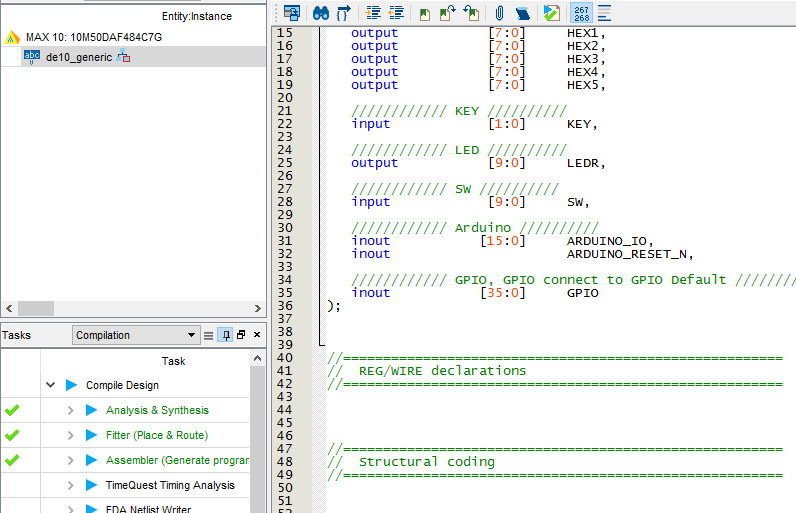 Entity:Instance
MAX 10: 10M50DAF484C7G
abc de10_generic
Tasks Compilation
Task
Compile Design
Analysis & Synthesis
Fitter (Place & Route)
Assembler (Generate program
TimeQuest Timing Analysis
EDA Netlist Writer
267
268
15 output [7:0] HEX1,
16 output [7:0] HEX2,
17 output [7:0] HEX3,
18 output [7:0] HEX4,
19 output [7:0] HEX5,
20
21 //////////// KEY //////////
22 input [1:0] KEY,
23
24 //////////// LED //////////
25 output [9:0] LEDR,
26
27 //////////// SW //////////
28 input [9:0] SW,
29
30 //////////// Arduino //////////
31 inout [15:0] ARDUINO_IO,
32 inout ARDUINO_RESET_N,
33
34 //////////// GPIO, GPIO connect to GPIO Default ////////
35 inout [35:0] GPIO
36 );
37
38
39
40 //=======================================================
41 //  REG/WIRE declarations
42 //=======================================================
43
44
45
46
47 //=======================================================
48 //  Structural coding
49 //=======================================================
50
51
52